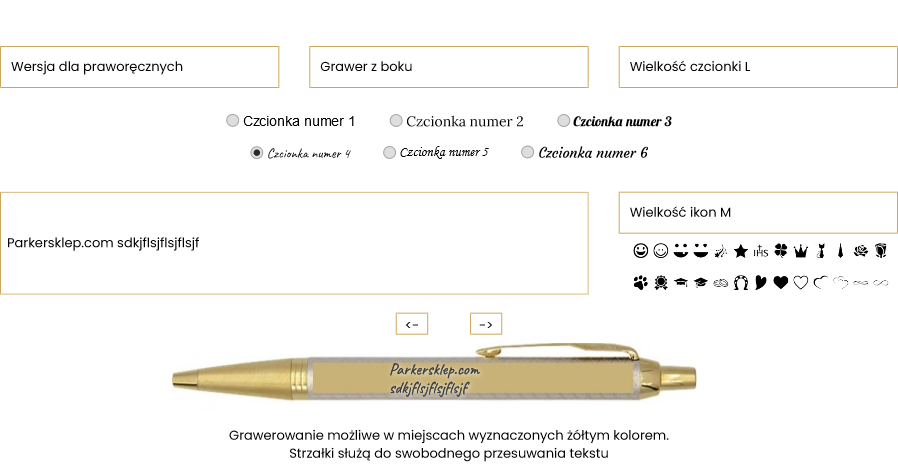 Wersja dla praworęcznych
Grawer z boku
Wielkość czcionki L
Czcionka numer 1
Czcionka numer 2
Czcionka numer 3
Czcionka numer 4
Czcionka numer 5
Czcionka numer 6
Parkersklep.com sdkjflsjflsjflsjf
Wielkość ikon M
IHS
<-
->
Parkersklep.com
sdkjflsjflsjflsjf
Grawerowanie możliwe w miejscach wyznaczonych żółtym kolorem.
Strzałki służą do swobodnego przesuwania tekstu